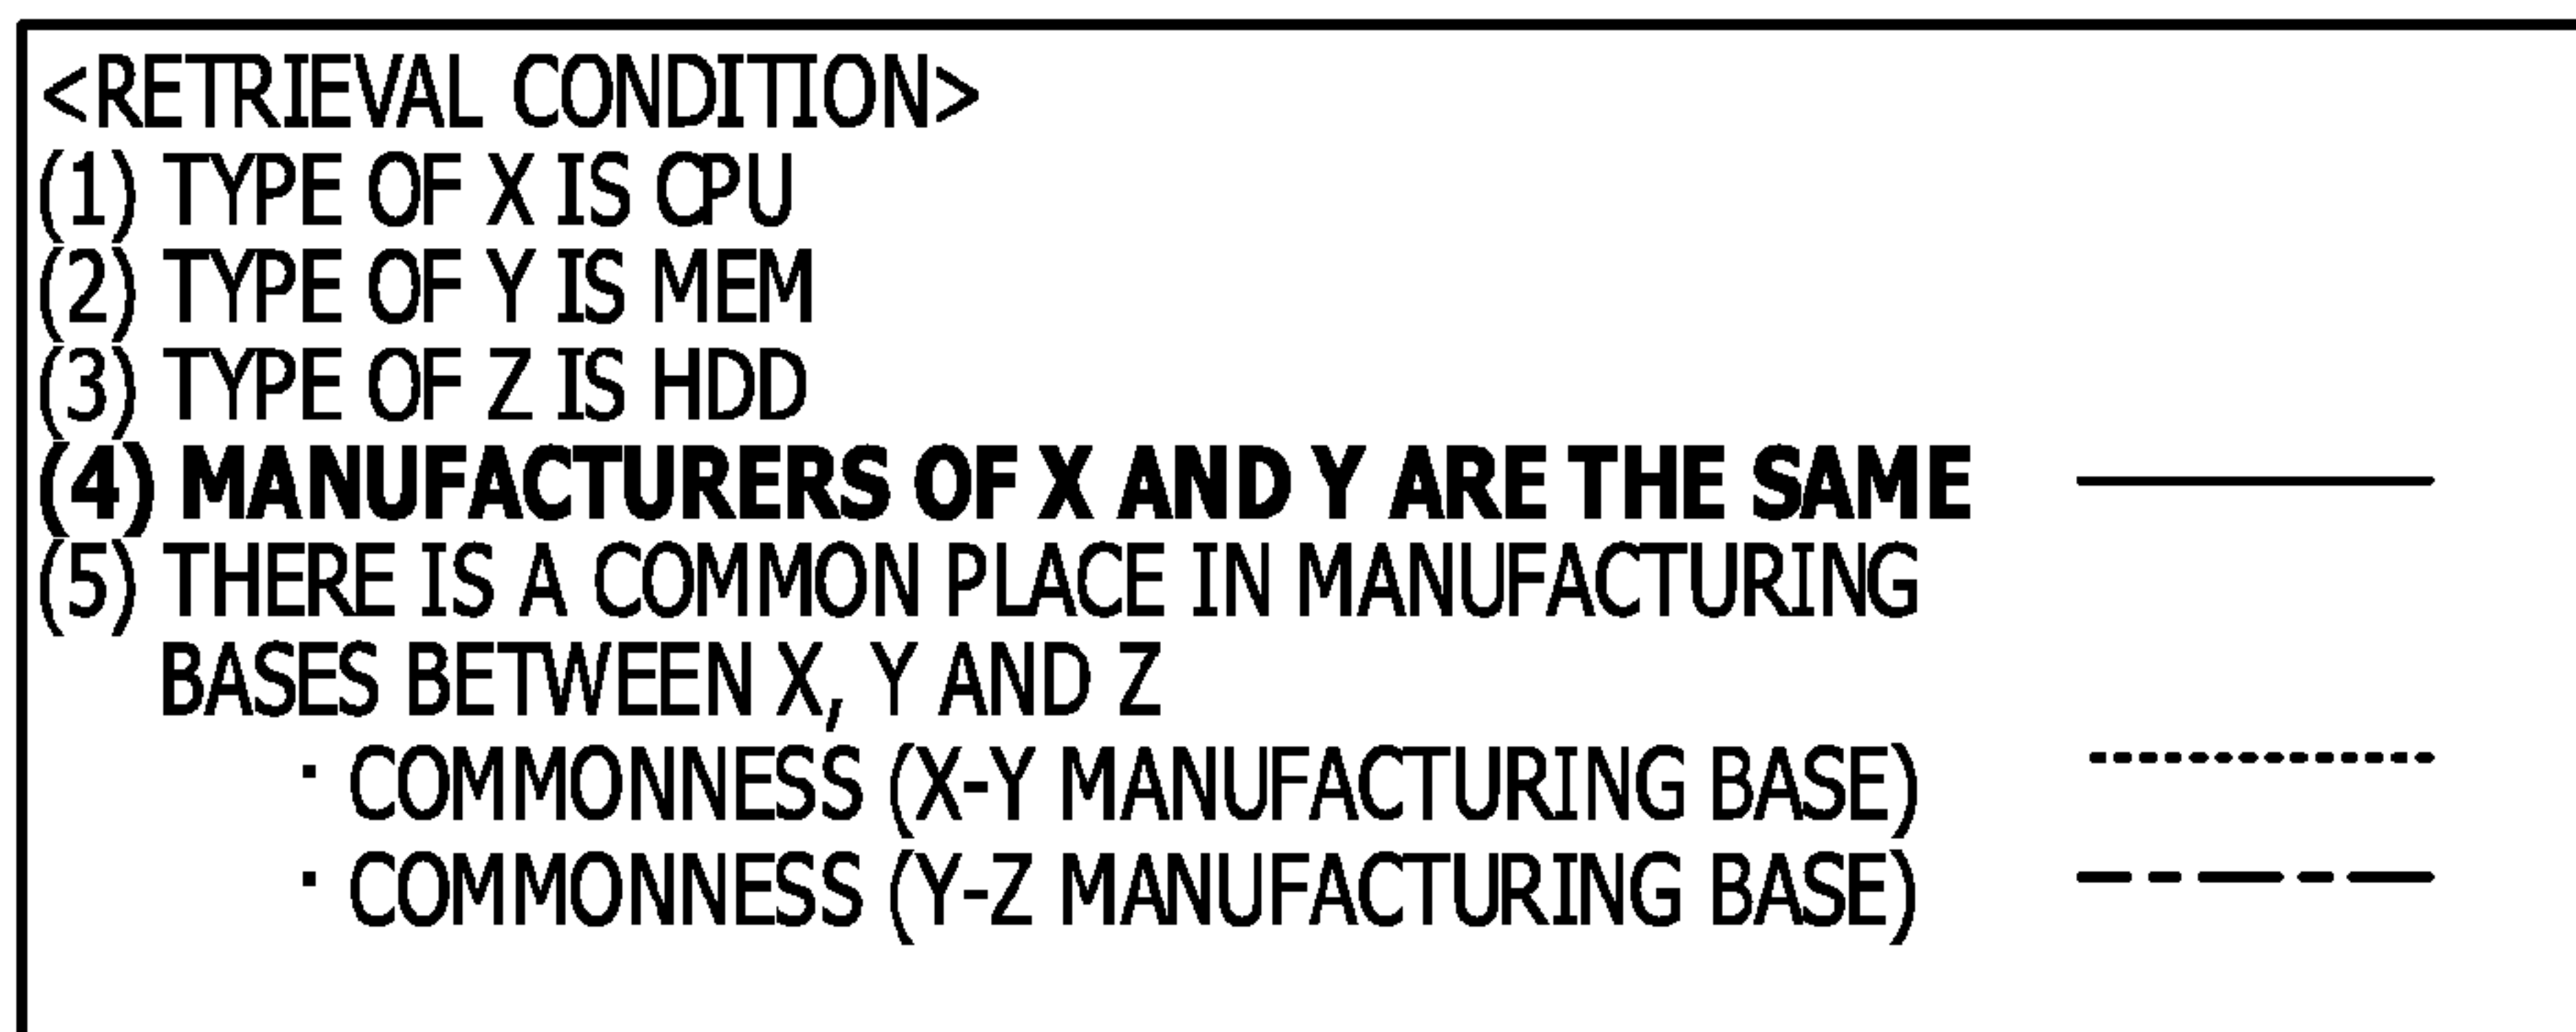 <RETRIEVAL CONDITION>
(1) TYPE OF X IS CPU
(2) TYPE OF Y IS MEM
(3) TYPE OF Z IS HDD
(4) MANUFACTURERS OF X AND Y ARE THE SAME
(5) THERE IS A COMMON PLACE IN MANUFACTURING
BASES BETWEEN X, Y AND Z
· COMMONNESS (X-Y MANUFACTURING BASE)
· COMMONNESS (Y-Z MANUFACTURING BASE)